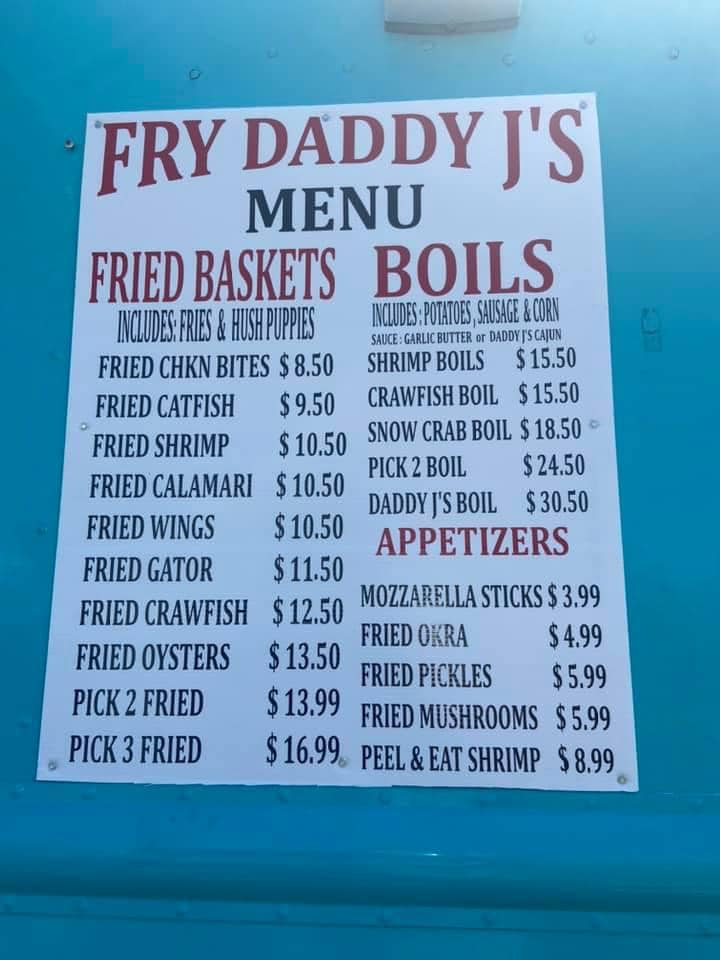 FRY DADDY J'S
MENU
FRIED BASKETS
INCLUDES: FRIES & HUSH PUPPIES
FRIED CHKN BITES $8.50
FRIED CATFISH $9.50
FRIED SHRIMP $10.50
FRIED CALAMARI $10.50
FRIED WINGS $10.50
FRIED GATOR $11.50
FRIED CRAWFISH $12.50
FRIED OYSTERS $13.50
PICK 2 FRIED $13.99
PICK 3 FRIED $16.99
BOILS
INCLUDES: POTATOES, SAUSAGE & CORN
SAUCE: GARLIC BUTTER or DADDY J'S CAJUN
SHRIMP BOILS $15.50
CRAWFISH BOIL $15.50
SNOW CRAB BOIL $18.50
PICK 2 BOIL $24.50
DADDY J'S BOIL $30.50
APPETIZERS
MOZZARELLA STICKS $3.99
FRIED OKRA $4.99
FRIED PICKLES $5.99
FRIED MUSHROOMS $5.99
PEEL & EAT SHRIMP $8.99